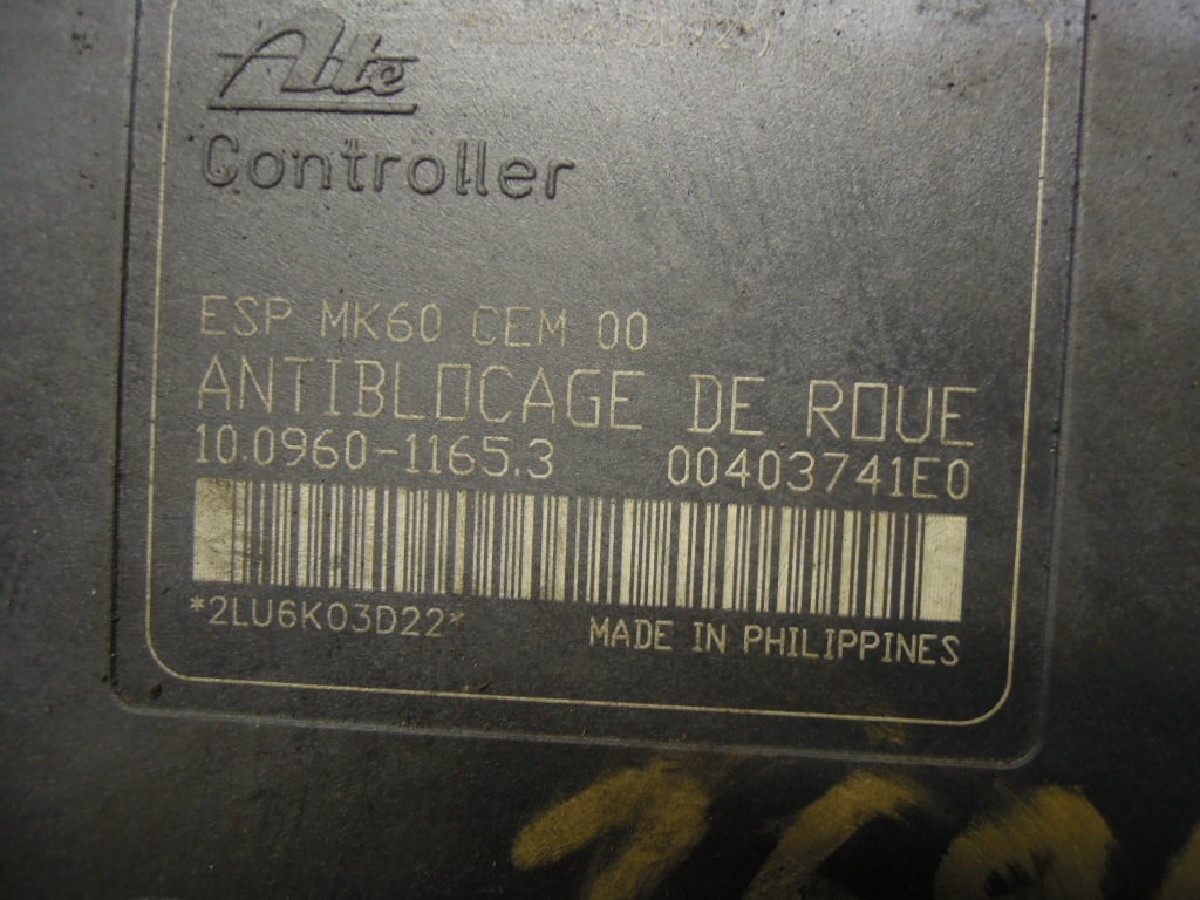 Ate
Controller
ESP MK60 CEM 00
ANTIBLOCAGE DE ROUE
10.0960-1165.3 00403741E0
*2LU6K03D22*
MADE IN PHILIPPINES